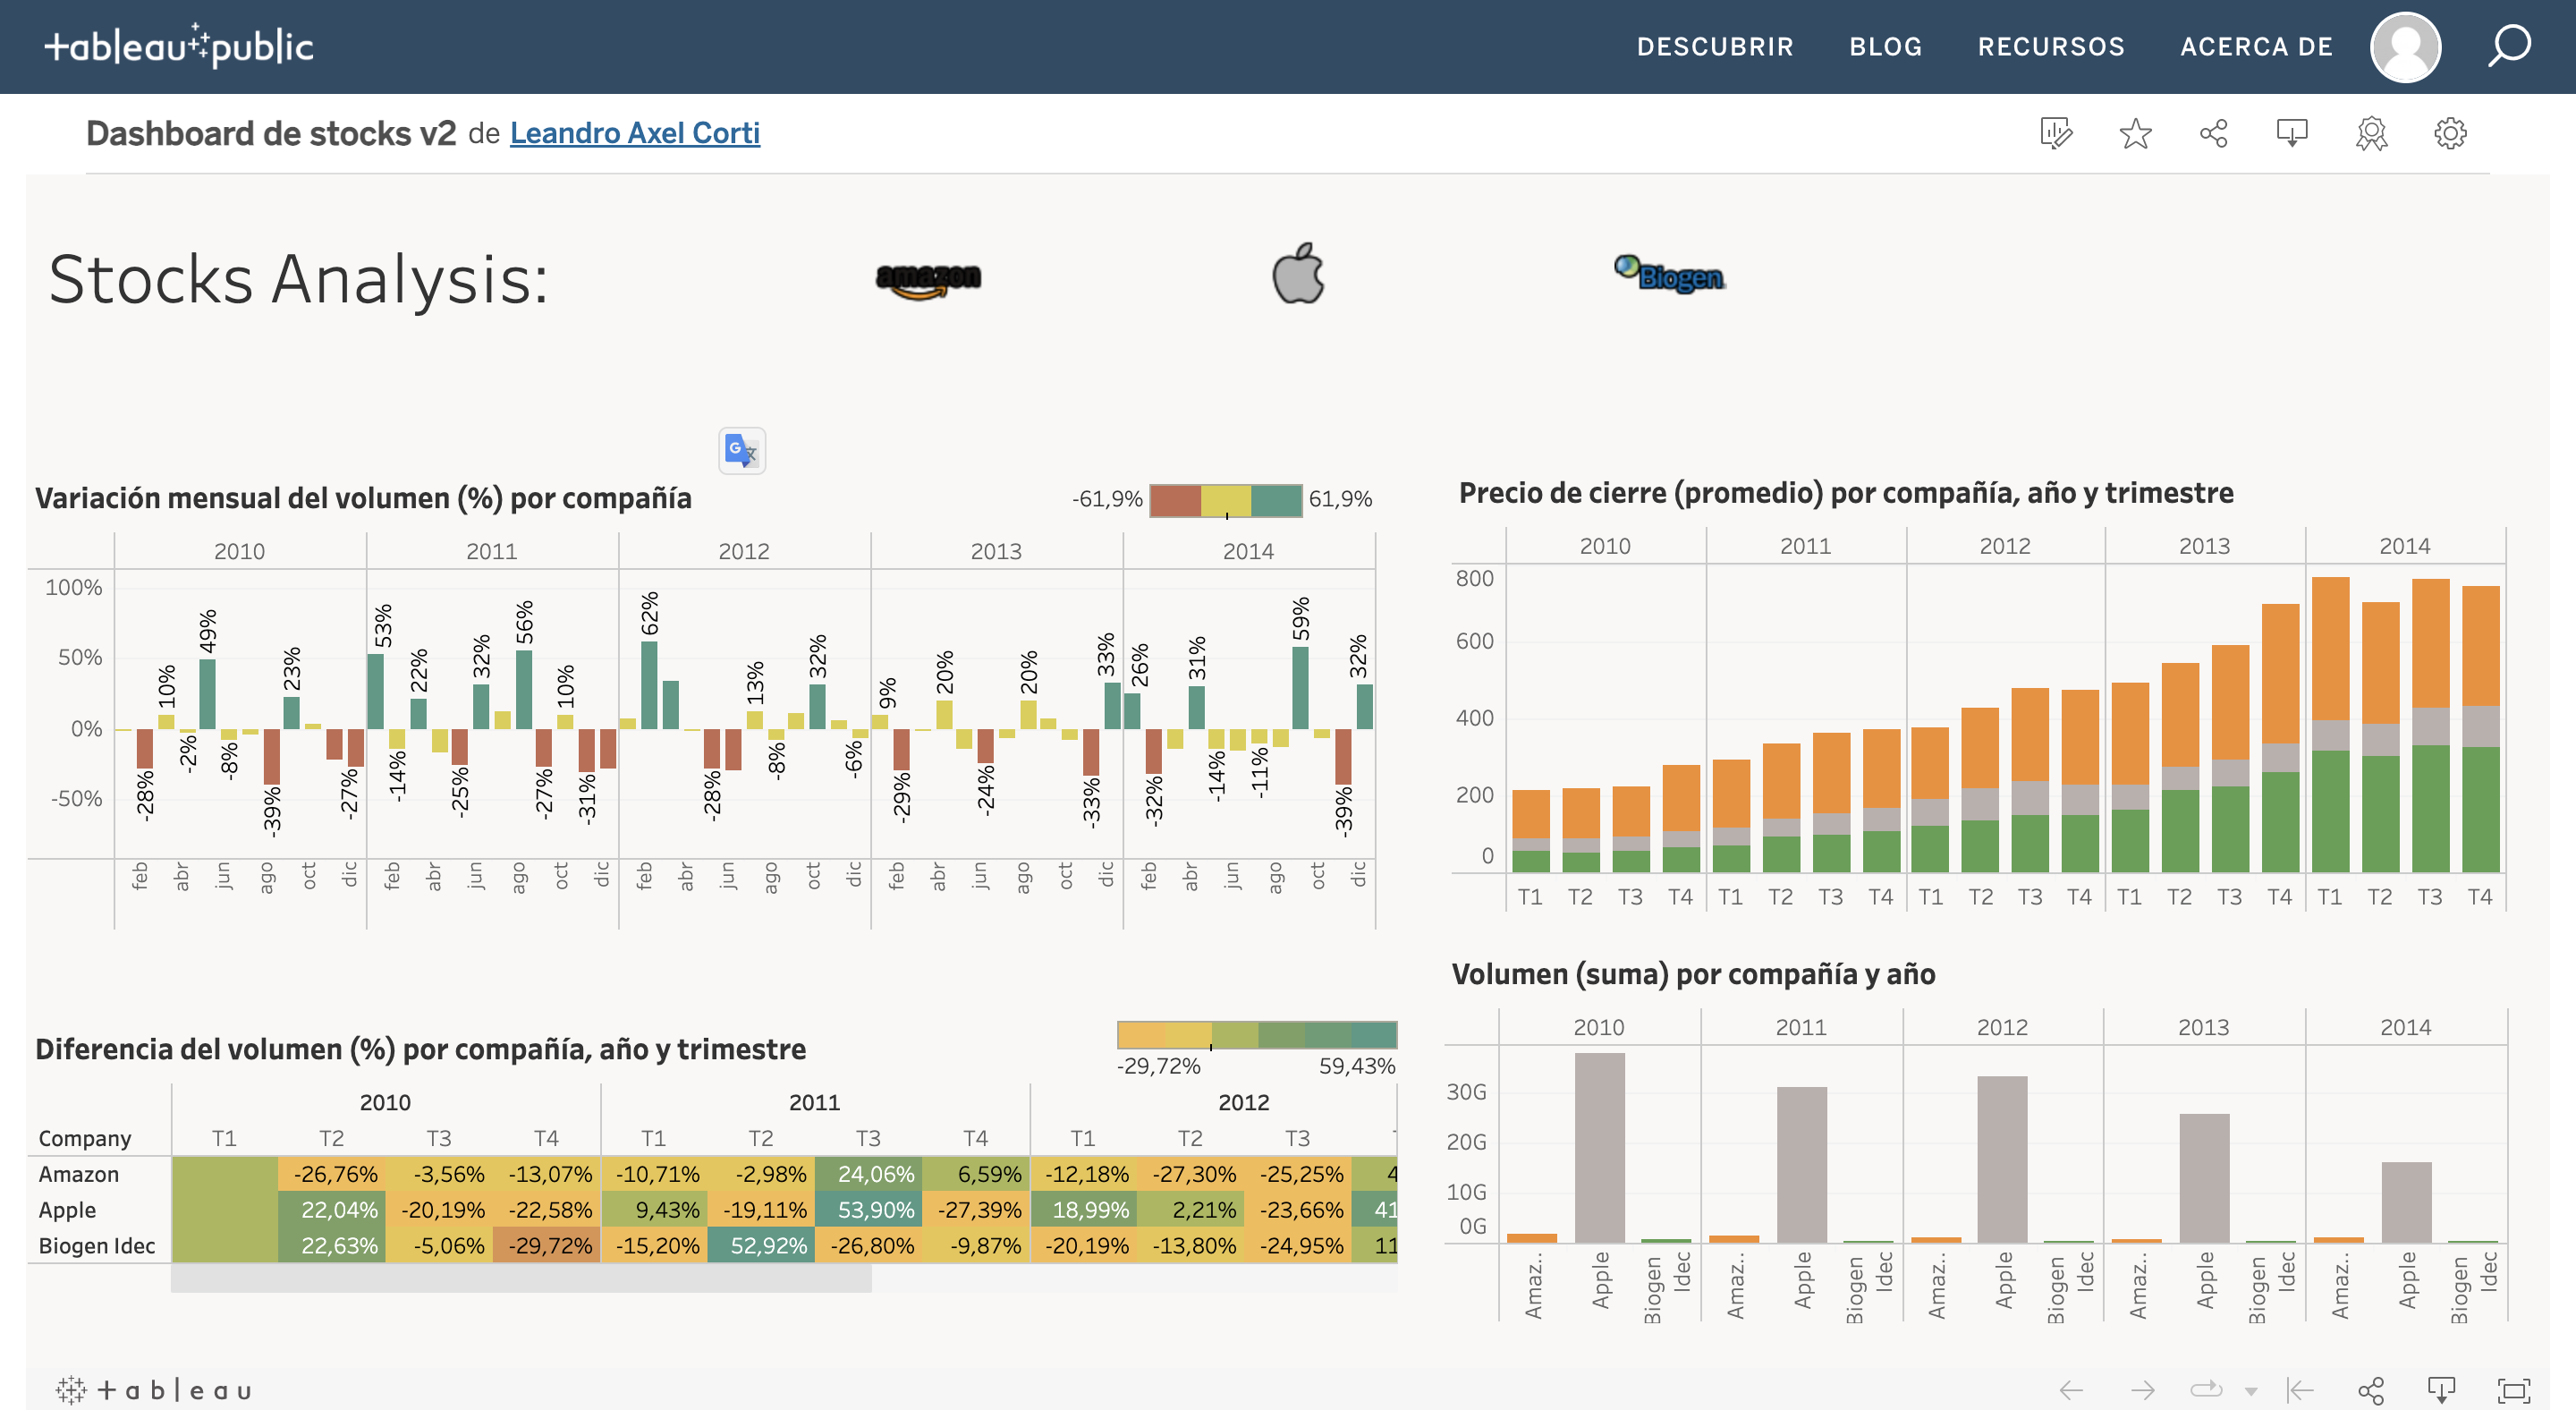 +ableau public
DESCUBRIR BLOG RECURSOS ACERCA DE
Dashboard de stocks v2 de Leandro Axel Corti
Stocks Analysis:
amazon
Biogen
G
Variación mensual del volumen (%) por compañía
-61,9% 61,9%
2010 2011 2012 2013 2014
100%
50%
0%
-50%
-28% 10% -2% 49% -8% -39% 23% -27%
53% -14% 22% -25% 32% 56% -27% 10% -31%
62% -28% 13% -8% 32% -6%
9% -29% 20% -24% 20% -33% 33%
26% -32% 31% -14% -11% 59% -39% 32%
feb abr jun ago oct dic feb abr jun ago oct dic feb abr jun ago oct dic feb abr jun ago oct dic feb abr jun ago oct dic
Precio de cierre (promedio) por compañía, año y trimestre
2010 2011 2012 2013 2014
800
600
400
200
0
T1 T2 T3 T4 T1 T2 T3 T4 T1 T2 T3 T4 T1 T2 T3 T4 T1 T2 T3 T4
Diferencia del volumen (%) por compañía, año y trimestre
-29,72% 59,43%
2010 2011 2012
Company T1 T2 T3 T4 T1 T2 T3 T4 T1 T2 T3
Amazon -26,76% -3,56% -13,07% -10,71% -2,98% 24,06% 6,59% -12,18% -27,30% -25,25% 4
Apple 22,04% -20,19% -22,58% 9,43% -19,11% 53,90% -27,39% 18,99% 2,21% -23,66% 41
Biogen Idec 22,63% -5,06% -29,72% -15,20% 52,92% -26,80% -9,87% -20,19% -13,80% -24,95% 11
Volumen (suma) por compañía y año
2010 2011 2012 2013 2014
30G
20G
10G
0G
Amaz.. Apple Biogen Idec Amaz.. Apple Biogen Idec Amaz.. Apple Biogen Idec Amaz.. Apple Biogen Idec Amaz.. Apple Biogen Idec
+ableau